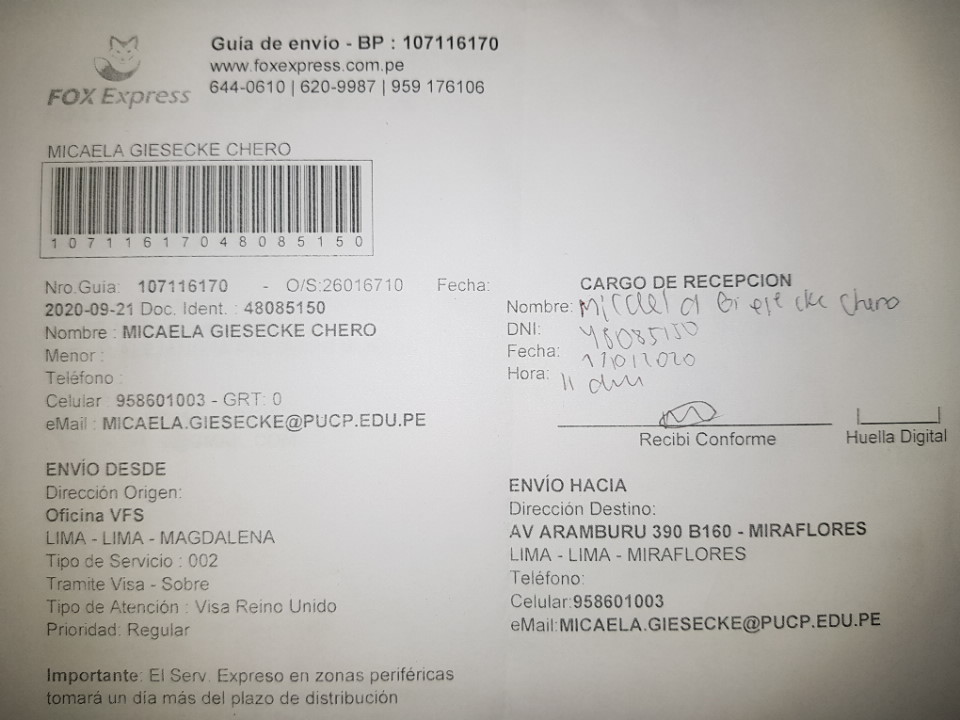 FOX Express
Guía de envío - BP : 107116170
www.foxexpress.com.pe
644-0610 | 620-9987 | 959 176106
MICAELA GIESECKE CHERO
10711617048085150
Nro.Guia: 107116170 - O/S:26016710 Fecha:
2020-09-21 Doc. Ident. : 48085150
Nombre : MICAELA GIESECKE CHERO
Menor :
Teléfono :
Celular : 958601003 - GRT: 0
eMail : MICAELA.GIESECKE@PUCP.EDU.PE
CARGO DE RECEPCION
Nombre: Micaela Giesecke Chero
DNI: 48085150
Fecha:
Hora: 11 am
Recibi Conforme
Huella Digital
ENVÍO DESDE
Dirección Origen:
Oficina VFS
LIMA - LIMA - MAGDALENA
Tipo de Servicio : 002
Tramite Visa - Sobre
Tipo de Atención : Visa Reino Unido
Prioridad: Regular
ENVÍO HACIA
Dirección Destino:
AV ARAMBURU 390 B160 - MIRAFLORES
LIMA - LIMA - MIRAFLORES
Teléfono:
Celular:958601003
eMail:MICAELA.GIESECKE@PUCP.EDU.PE
Importante: El Serv. Expreso en zonas periféricas
tomará un día más del plazo de distribución